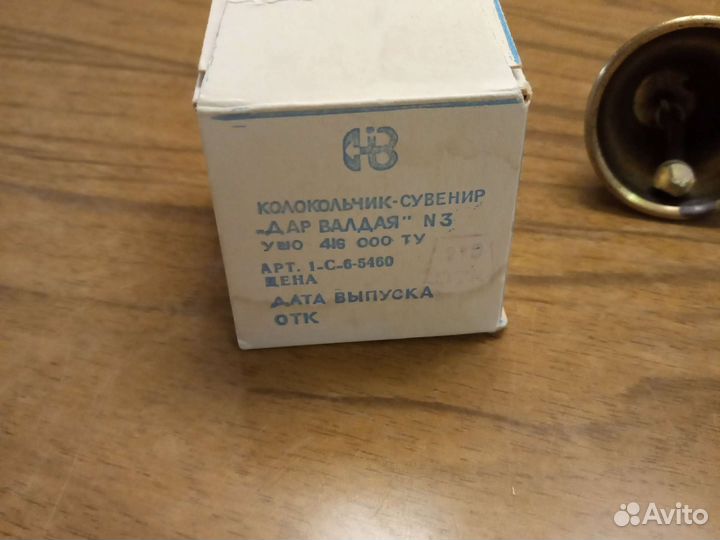 КОЛОКОЛЬЧИК-СУВЕНИР
„ДАР ВАЛДАЯ" N3
УШО 416 000 ТУ
АРТ. 1-С-6-5460
ЦЕНА
ДАТА ВЫПУСКА
ОТК
Avito